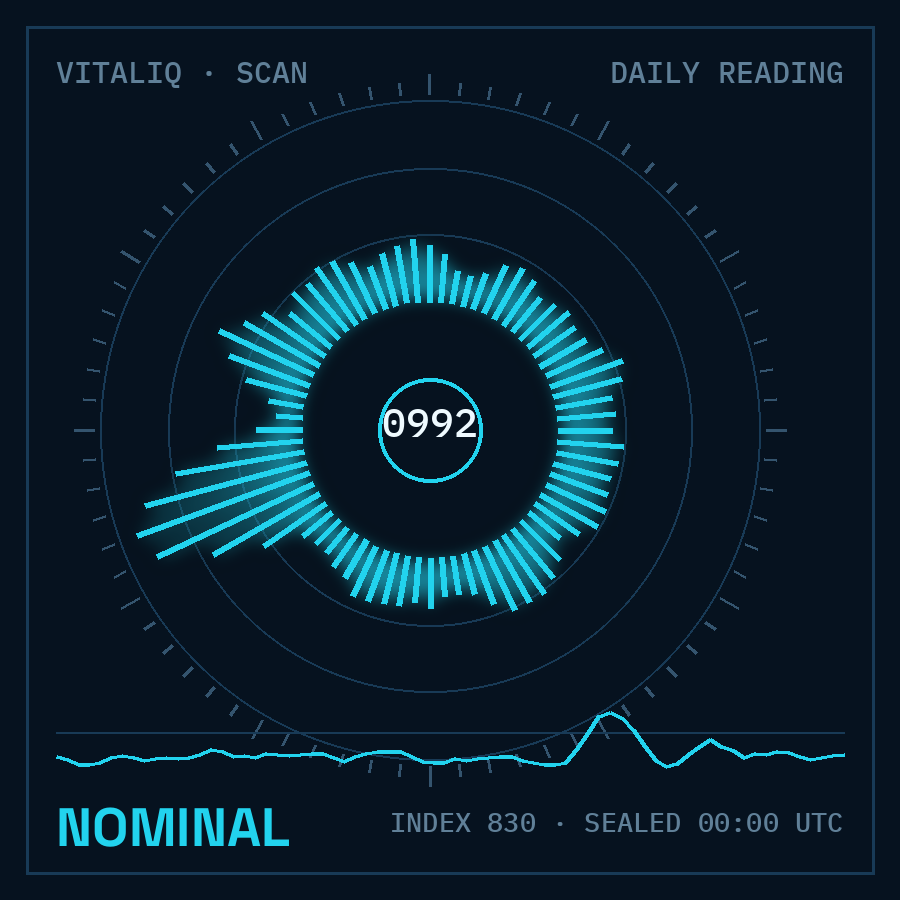 VITALIQ · SCAN
DAILY READING
0992
NOMINAL
INDEX 830 · SEALED 00:00 UTC